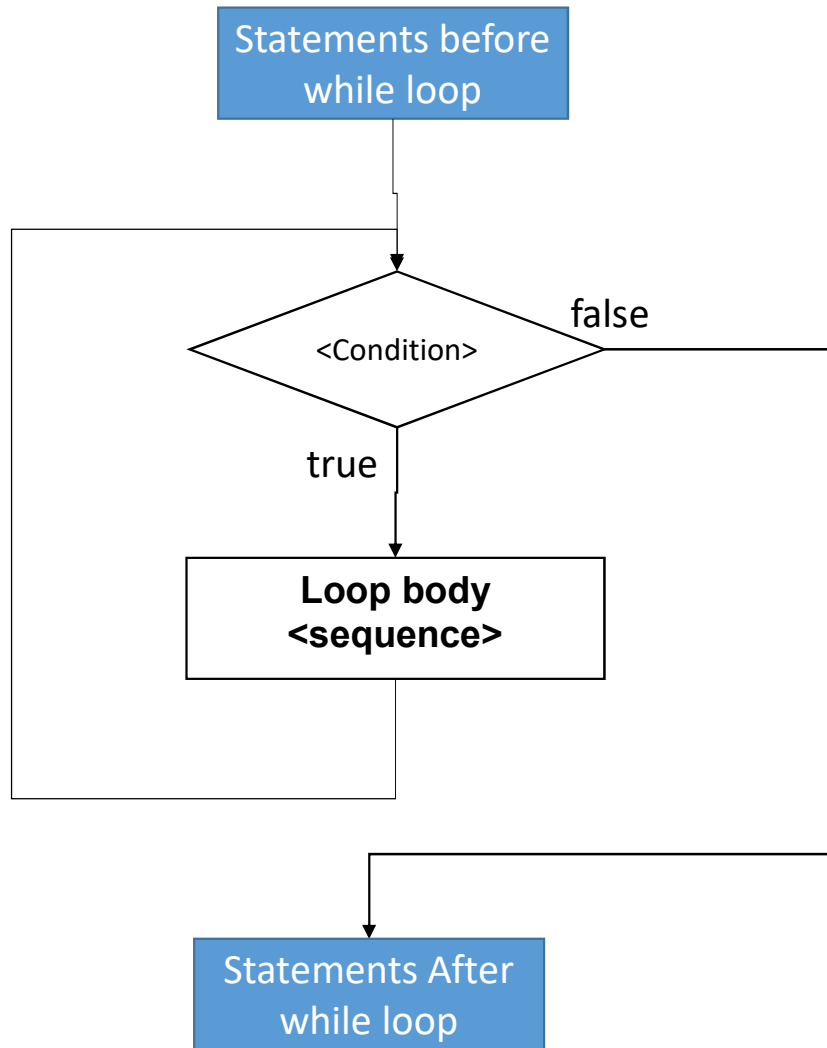 Statements before
while loop
false
<Condition>
true
Loop body
<sequence>
Statements After
while loop